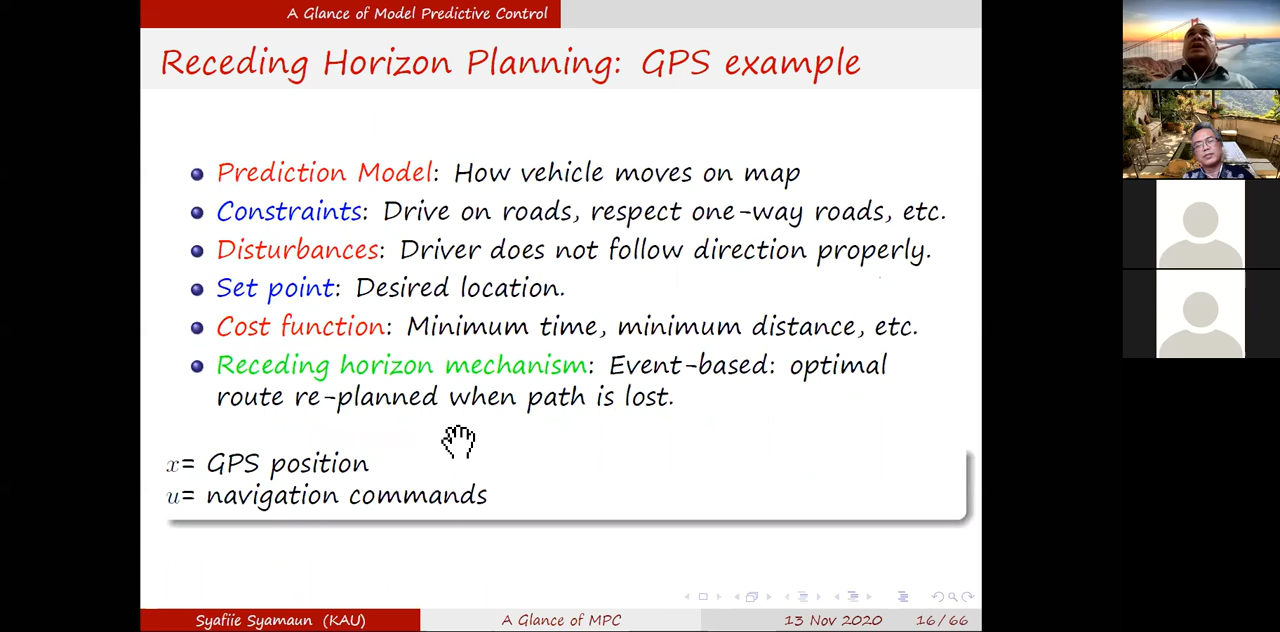 A Glance of Model Predictive Control
Receding Horizon Planning: GPS example
Prediction Model: How vehicle moves on map
Constraints: Drive on roads, respect one-way roads, etc.
Disturbances: Driver does not follow direction properly.
Set point: Desired location.
Cost function: Minimum time, minimum distance, etc.
Receding horizon mechanism: Event-based: optimal
route re-planned when path is lost.
x= GPS position
u= navigation commands
Syafiie Syamaun (KAU) A Glance of MPC 13 Nov 2020 16/66